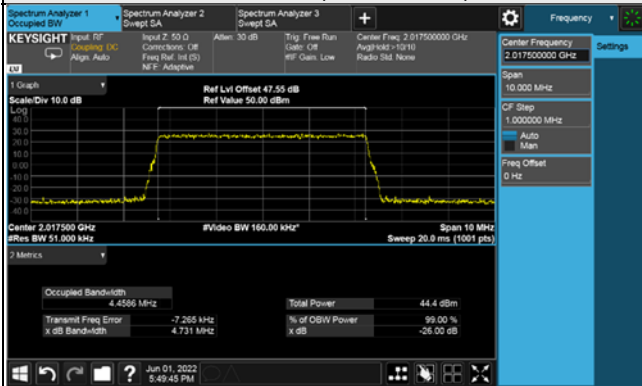 Spectrum Analyzer 1
Occupied BW
Spectrum Analyzer 2
Swept SA
Spectrum Analyzer 3
Swept SA
+
Frequency
KEYSIGHT
Input: RF
Coupling: DC
Align: Auto
Input Z: 50 Ω
Corrections: Off
Freq Ref: Int (S)
NFE: Adaptive
Atten: 30 dB
Trig: Free Run
Gate: Off
#IF Gain: Low
Center Freq: 2.017500000 GHz
Avg|Hold:>10/10
Radio Std: None
Center Frequency
2.017500000 GHz
Settings
Span
10.000 MHz
CF Step
1.000000 MHz
Auto
Man
Freq Offset
0 Hz
1 Graph
Scale/Div 10.0 dB
Ref Lvl Offset 47.55 dB
Ref Value 50.00 dBm
Log
40.0
30.0
20.0
10.0
0.00
-10.0
-20.0
-30.0
-40.0
Center 2.017500 GHz
#Res BW 51.000 kHz
#Video BW 160.00 kHz*
Span 10 MHz
Sweep 20.0 ms (1001 pts)
2 Metrics
Occupied Bandwidth
4.4586 MHz
Total Power
44.4 dBm
Transmit Freq Error
-7.265 kHz
% of OBW Power
99.00 %
x dB Bandwidth
4.731 MHz
x dB
-26.00 dB
?
Jun 01, 2022
5:49:45 PM